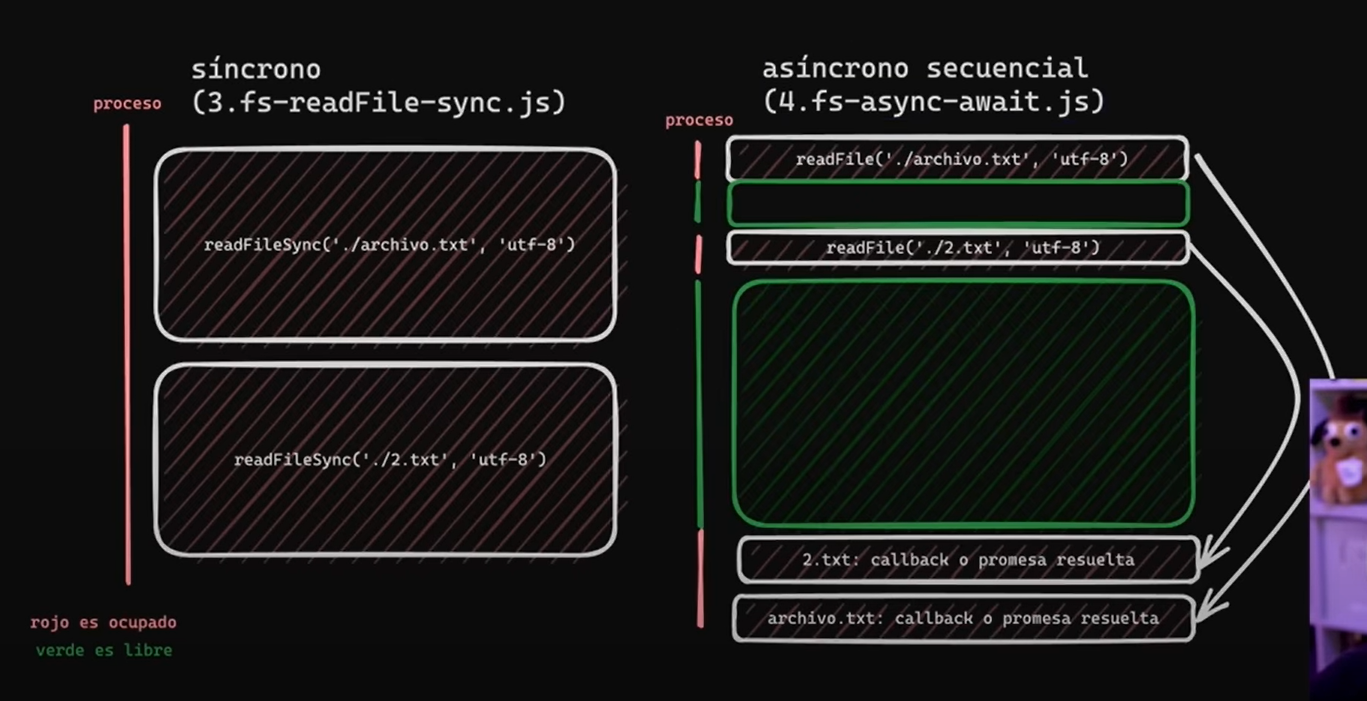 síncrono
(3.fs-readFile-sync.js)
proceso
readFileSync('./archivo.txt', 'utf-8')
readFileSync('./2.txt', 'utf-8')
rojo es ocupado
verde es libre
asíncrono secuencial
(4.fs-async-await.js)
proceso
readFile('./archivo.txt', 'utf-8')
readFile('./2.txt', 'utf-8')
2.txt: callback o promesa resuelta
archivo.txt: callback o promesa resuelta